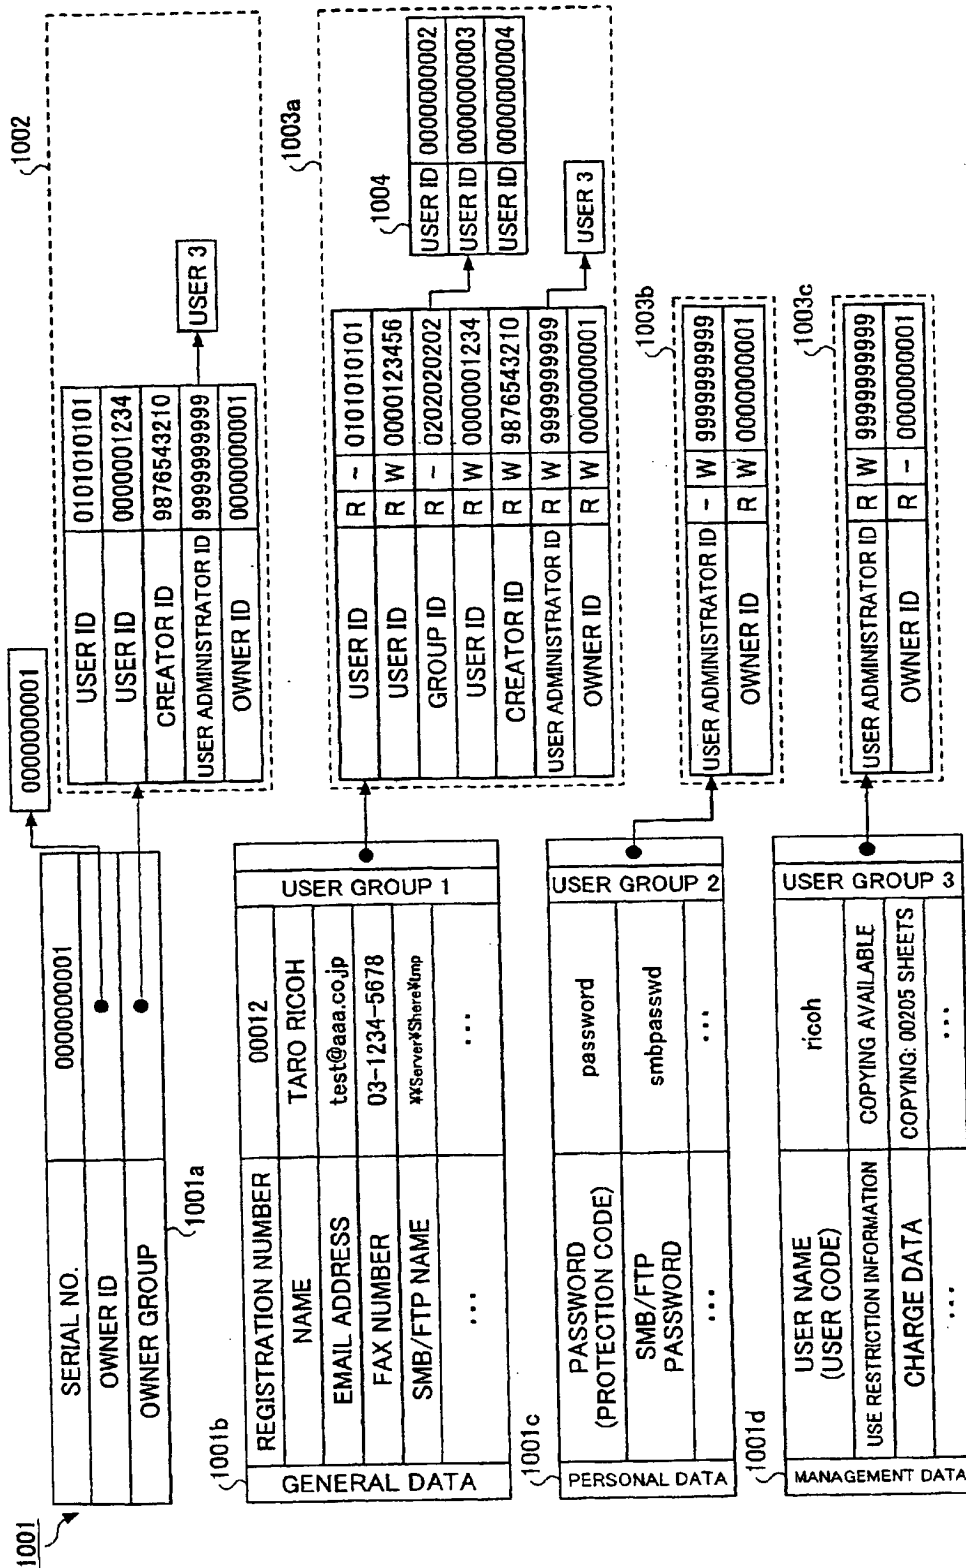 1001
SERIAL NO. 0000000001
OWNER ID
OWNER GROUP
1001a
0000000001
1002
USER ID 0101010101
USER ID 0000001234
CREATOR ID 9876543210
USER ADMINISTRATOR ID 9999999999
OWNER ID 0000000001
USER 3
1001b
GENERAL DATA
REGISTRATION NUMBER 00012
NAME TARO RICOH
EMAIL ADDRESS test@aaa.co.jp
FAX NUMBER 03-1234-5678
SMB/FTP NAME ¥¥Server¥Shere¥tmp
... ...
USER GROUP 1
1003a
USER ID R - 0101010101
USER ID R W 0000123456
GROUP ID R - 0202020202
USER ID R W 0000001234
CREATOR ID R W 9876543210
USER ADMINISTRATOR ID R W 9999999999
OWNER ID R W 0000000001
1004
USER ID 0000000002
USER ID 0000000003
USER ID 0000000004
USER 3
1001c
PERSONAL DATA
PASSWORD
(PROTECTION CODE)
password
SMB/FTP
PASSWORD
smbpasswd
... ...
USER GROUP 2
1003b
USER ADMINISTRATOR ID - W 9999999999
OWNER ID R W 0000000001
1001d
MANAGEMENT DATA
USER NAME
(USER CODE)
ricoh
USE RESTRICTION INFORMATION COPYING AVAILABLE
CHARGE DATA COPYING: 00205 SHEETS
... ...
USER GROUP 3
1003c
USER ADMINISTRATOR ID R W 9999999999
OWNER ID R - 0000000001